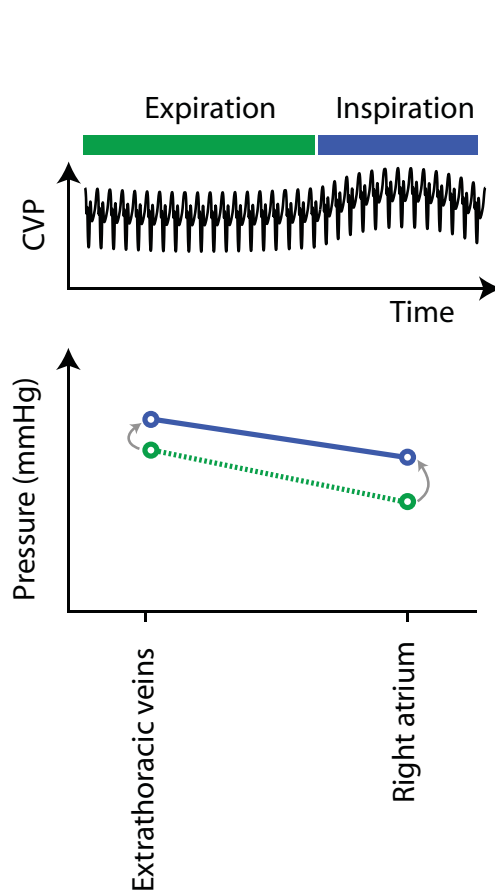 Expiration
Inspiration
CVP
Time
Pressure (mmHg)
Extrathoracic veins
Right atrium